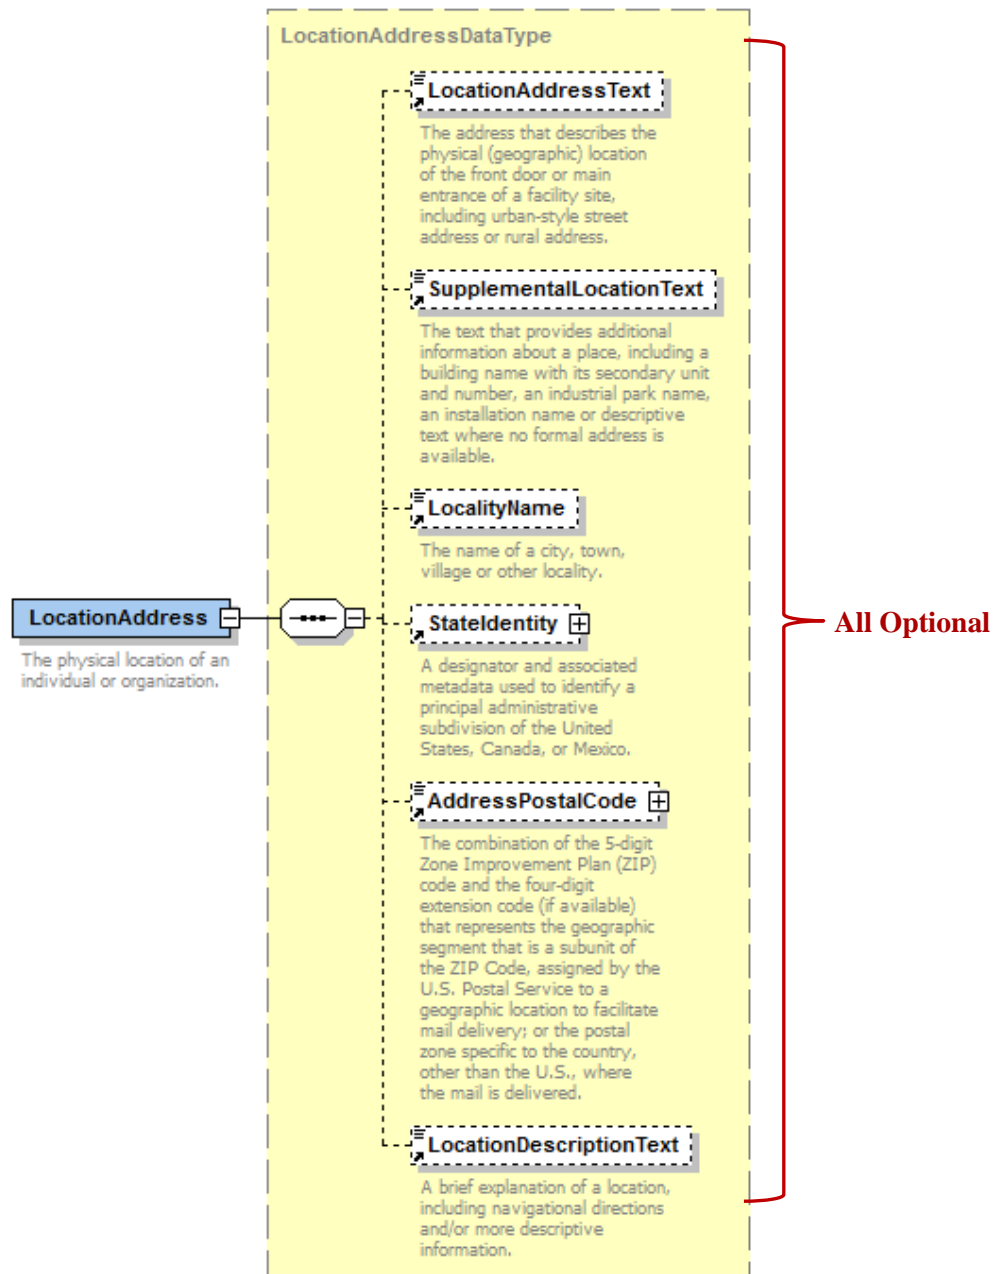 LocationAddressDataType
LocationAddressText
The address that describes the
physical (geographic) location
of the front door or main
entrance of a facility site,
including urban-style street
address or rural address.
SupplementalLocationText
The text that provides additional
information about a place, including a
building name with its secondary unit
and number, an industrial park name,
an installation name or descriptive
text where no formal address is
available.
LocalityName
The name of a city, town,
village or other locality.
LocationAddress
The physical location of an
individual or organization.
StateIdentity
A designator and associated
metadata used to identify a
principal administrative
subdivision of the United
States, Canada, or Mexico.
All Optional
AddressPostalCode
The combination of the 5-digit
Zone Improvement Plan (ZIP)
code and the four-digit
extension code (if available)
that represents the geographic
segment that is a subunit of
the ZIP Code, assigned by the
U.S. Postal Service to a
geographic location to facilitate
mail delivery; or the postal
zone specific to the country,
other than the U.S., where
the mail is delivered.
LocationDescriptionText
A brief explanation of a location,
including navigational directions
and/or more descriptive
information.